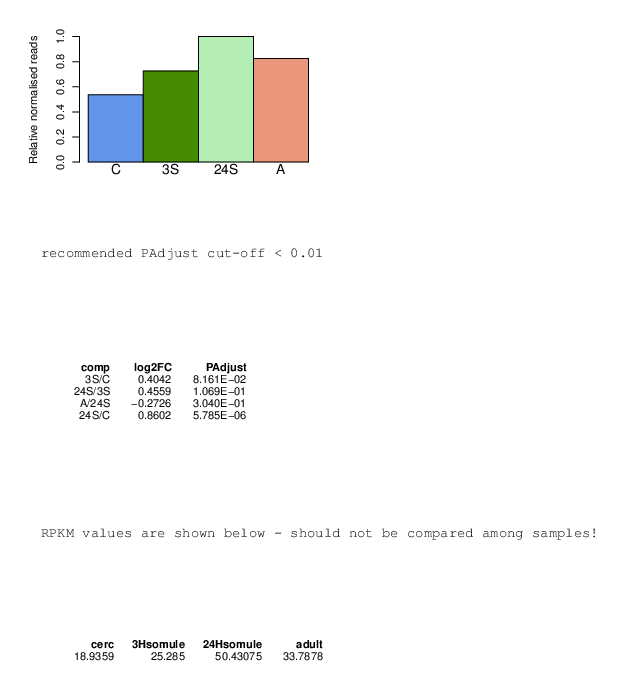 Relative normalised reads
1.0
0.8
0.6
0.4
0.2
0.0
C 3S 24S A
recommended PAdjust cut-off < 0.01
comp log2FC PAdjust
3S/C 0.4042 8.161E−02
24S/3S 0.4559 1.069E−01
A/24S −0.2726 3.040E−01
24S/C 0.8602 5.785E−06
RPKM values are shown below - should not be compared among samples!
cerc 3Hsomule 24Hsomule adult
18.9359 25.285 50.43075 33.7878